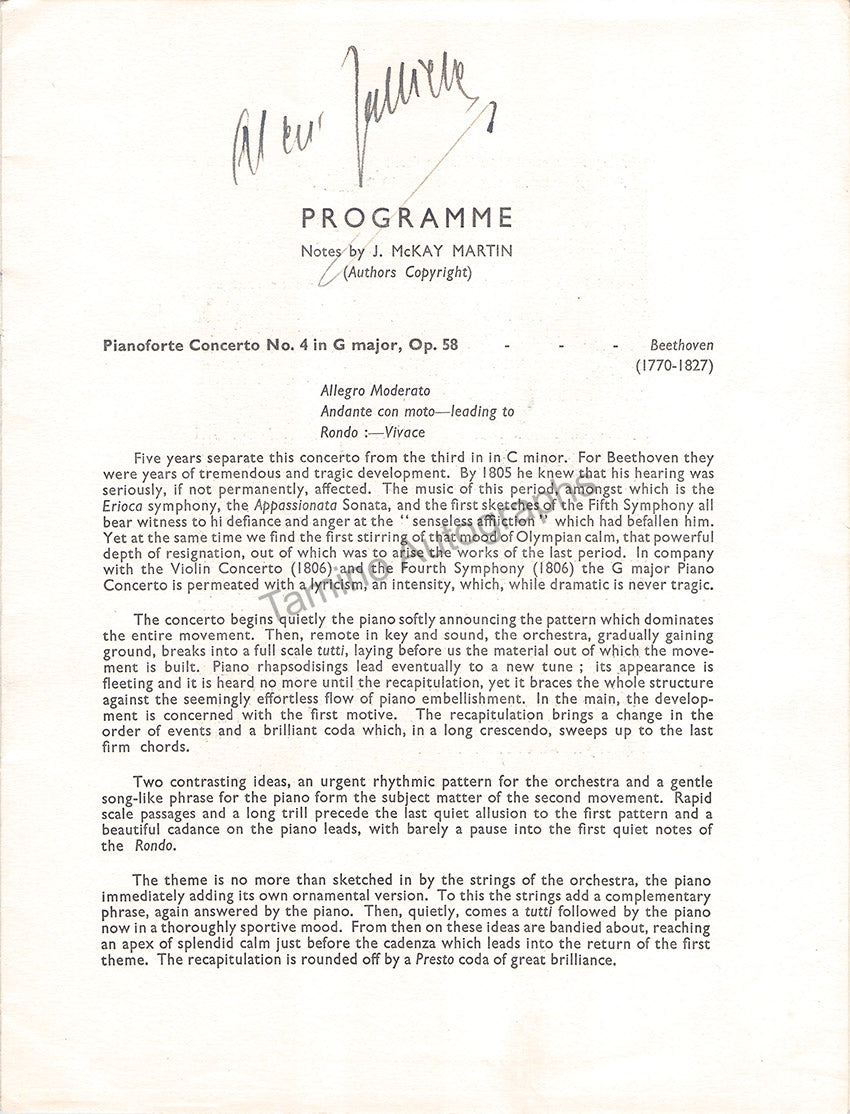 PROGRAMME
Notes by J. McKAY MARTIN
(Authors Copyright)
Pianoforte Concerto No. 4 in G major, Op. 58 - - - Beethoven
(1770-1827)
Allegro Moderato
Andante con moto—leading to
Rondo :—Vivace
Five years separate this concerto from the third in in C minor. For Beethoven they
were years of tremendous and tragic development. By 1805 he knew that his hearing was
seriously, if not permanently, affected. The music of this period, amongst which is the
Erioca symphony, the Appassionata Sonata, and the first sketches of the Fifth Symphony all
bear witness to hi defiance and anger at the “ senseless affliction ” which had befallen him.
Yet at the same time we find the first stirring of that mood of Olympian calm, that powerful
depth of resignation, out of which was to arise the works of the last period. In company
with the Violin Concerto (1806) and the Fourth Symphony (1806) the G major Piano
Concerto is permeated with a lyricism, an intensity, which, while dramatic is never tragic.
The concerto begins quietly the piano softly announcing the pattern which dominates
the entire movement. Then, remote in key and sound, the orchestra, gradually gaining
ground, breaks into a full scale tutti, laying before us the material out of which the move-
ment is built. Piano rhapsodisings lead eventually to a new tune ; its appearance is
fleeting and it is heard no more until the recapitulation, yet it braces the whole structure
against the seemingly effortless flow of piano embellishment. In the main, the develop-
ment is concerned with the first motive. The recapitulation brings a change in the
order of events and a brilliant coda which, in a long crescendo, sweeps up to the last
firm chords.
Two contrasting ideas, an urgent rhythmic pattern for the orchestra and a gentle
song-like phrase for the piano form the subject matter of the second movement. Rapid
scale passages and a long trill precede the last quiet allusion to the first pattern and a
beautiful cadance on the piano leads, with barely a pause into the first quiet notes of
the Rondo.
The theme is no more than sketched in by the strings of the orchestra, the piano
immediately adding its own ornamental version. To this the strings add a complementary
phrase, again answered by the piano. Then, quietly, comes a tutti followed by the piano
now in a thoroughly sportive mood. From then on these ideas are bandied about, reaching
an apex of splendid calm just before the cadenza which leads into the return of the first
theme. The recapitulation is rounded off by a Presto coda of great brilliance.
Tamino Autographs